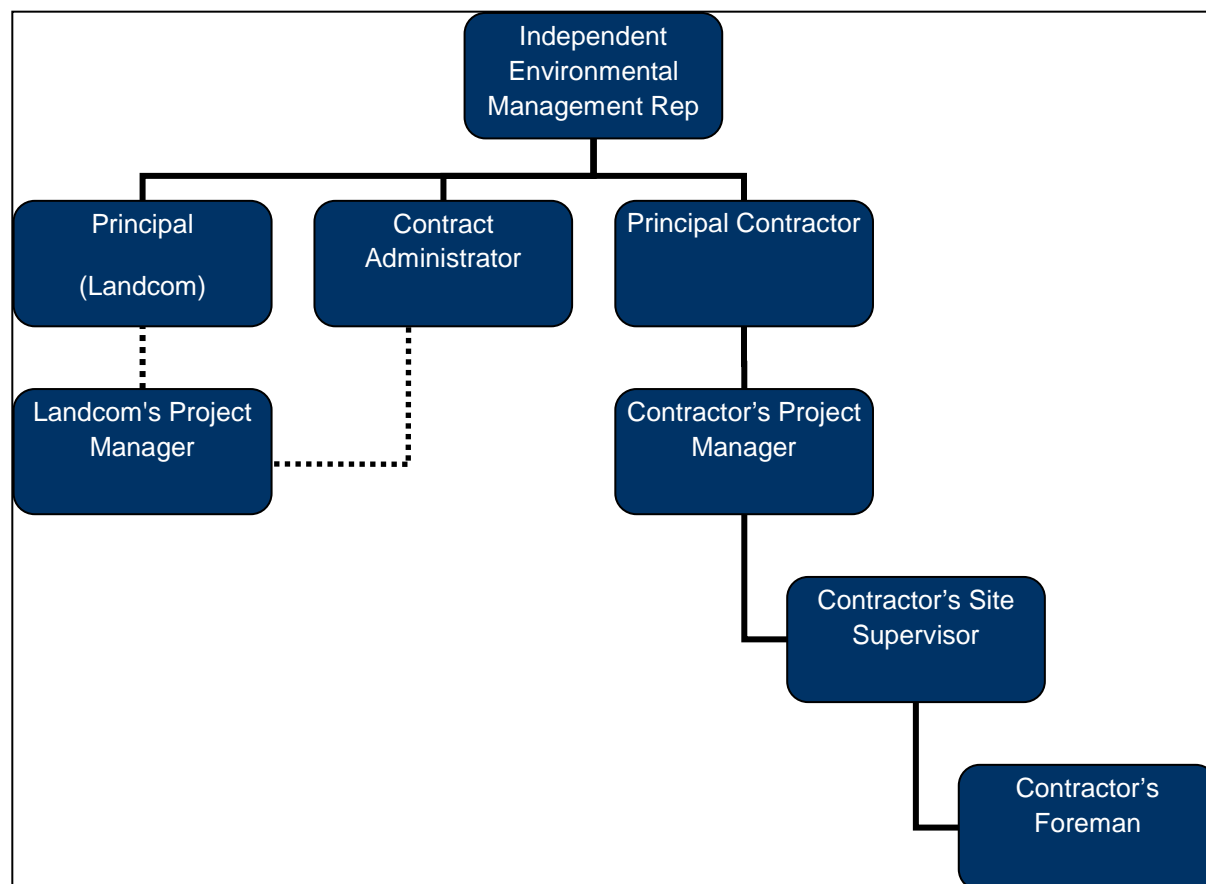 Independent
Environmental
Management Rep
Principal
(Landcom)
Contract
Administrator
Principal Contractor
Landcom's Project
Manager
Contractor’s Project
Manager
Contractor’s Site
Supervisor
Contractor’s
Foreman